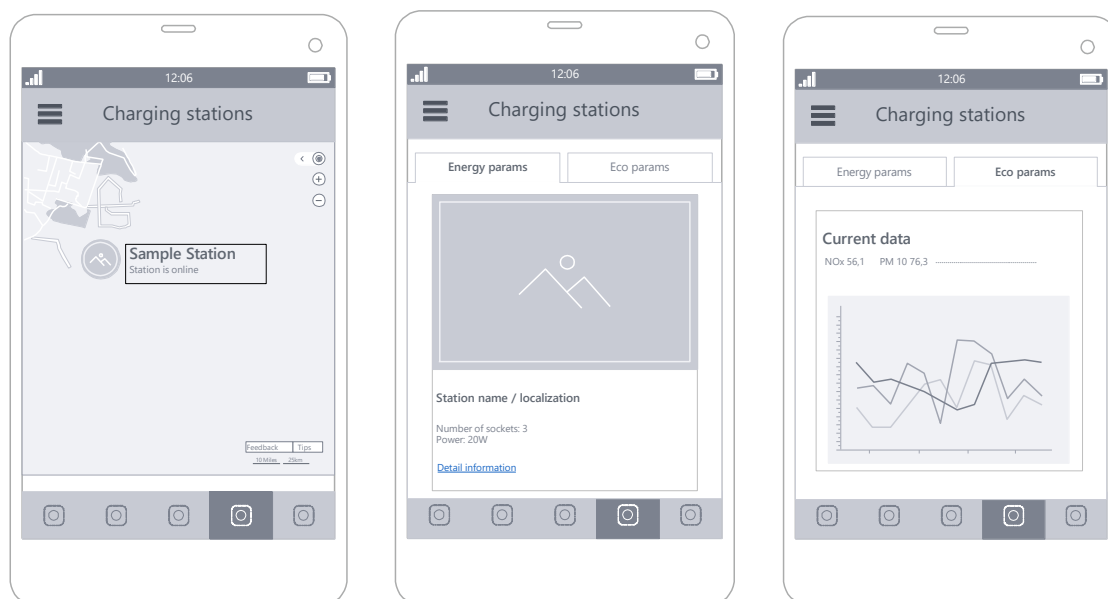 12:06
Charging stations
Sample Station
Station is online
Feedback Tips
10 Miles 25km
12:06
Charging stations
Energy params Eco params
Station name / localization
Number of sockets: 3
Power: 20W
Detail information
12:06
Charging stations
Energy params Eco params
Current data
NOx 56,1 PM 10 76,3